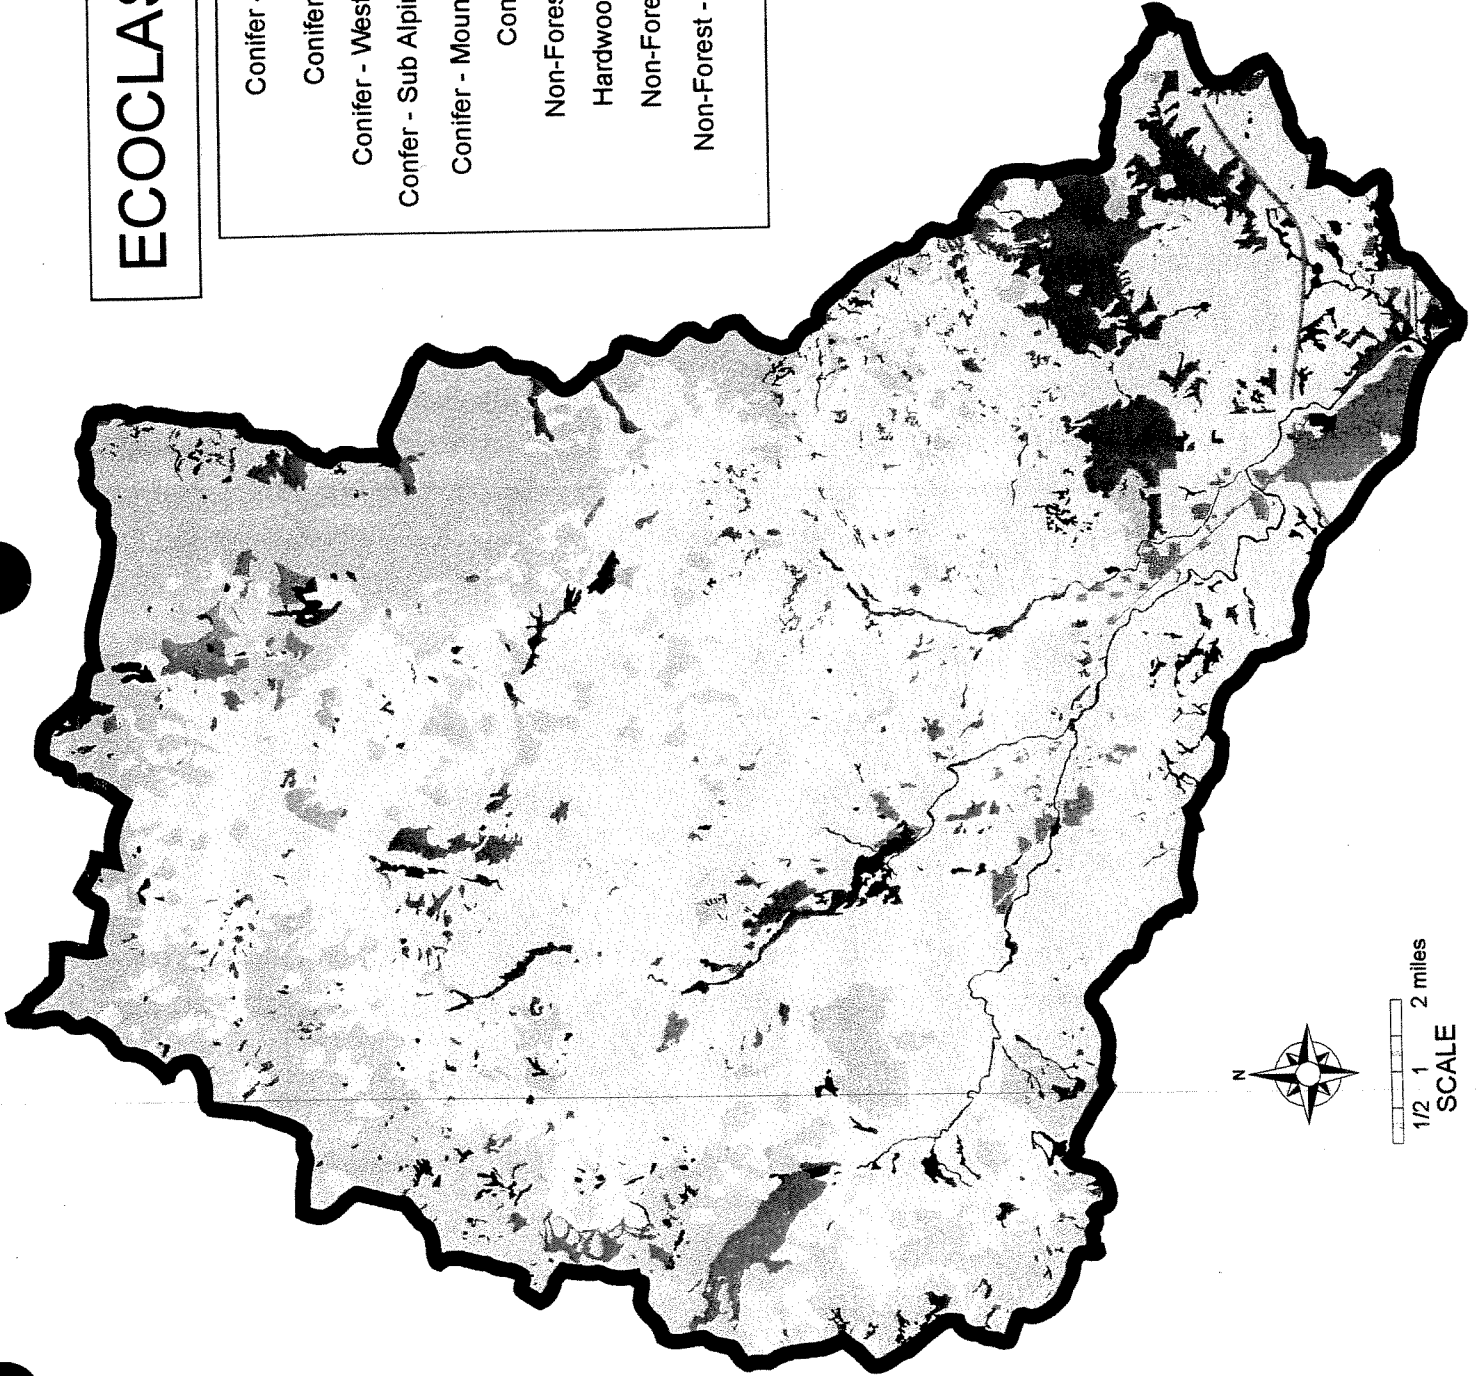 ECOCLAS
Conifer -
Conifer
Conifer - West
Confer - Sub Alpi
Conifer - Moun
Con
Non-Fores
Hardwoo
Non-Fore
Non-Forest -
N
1/2 1 2 miles
SCALE